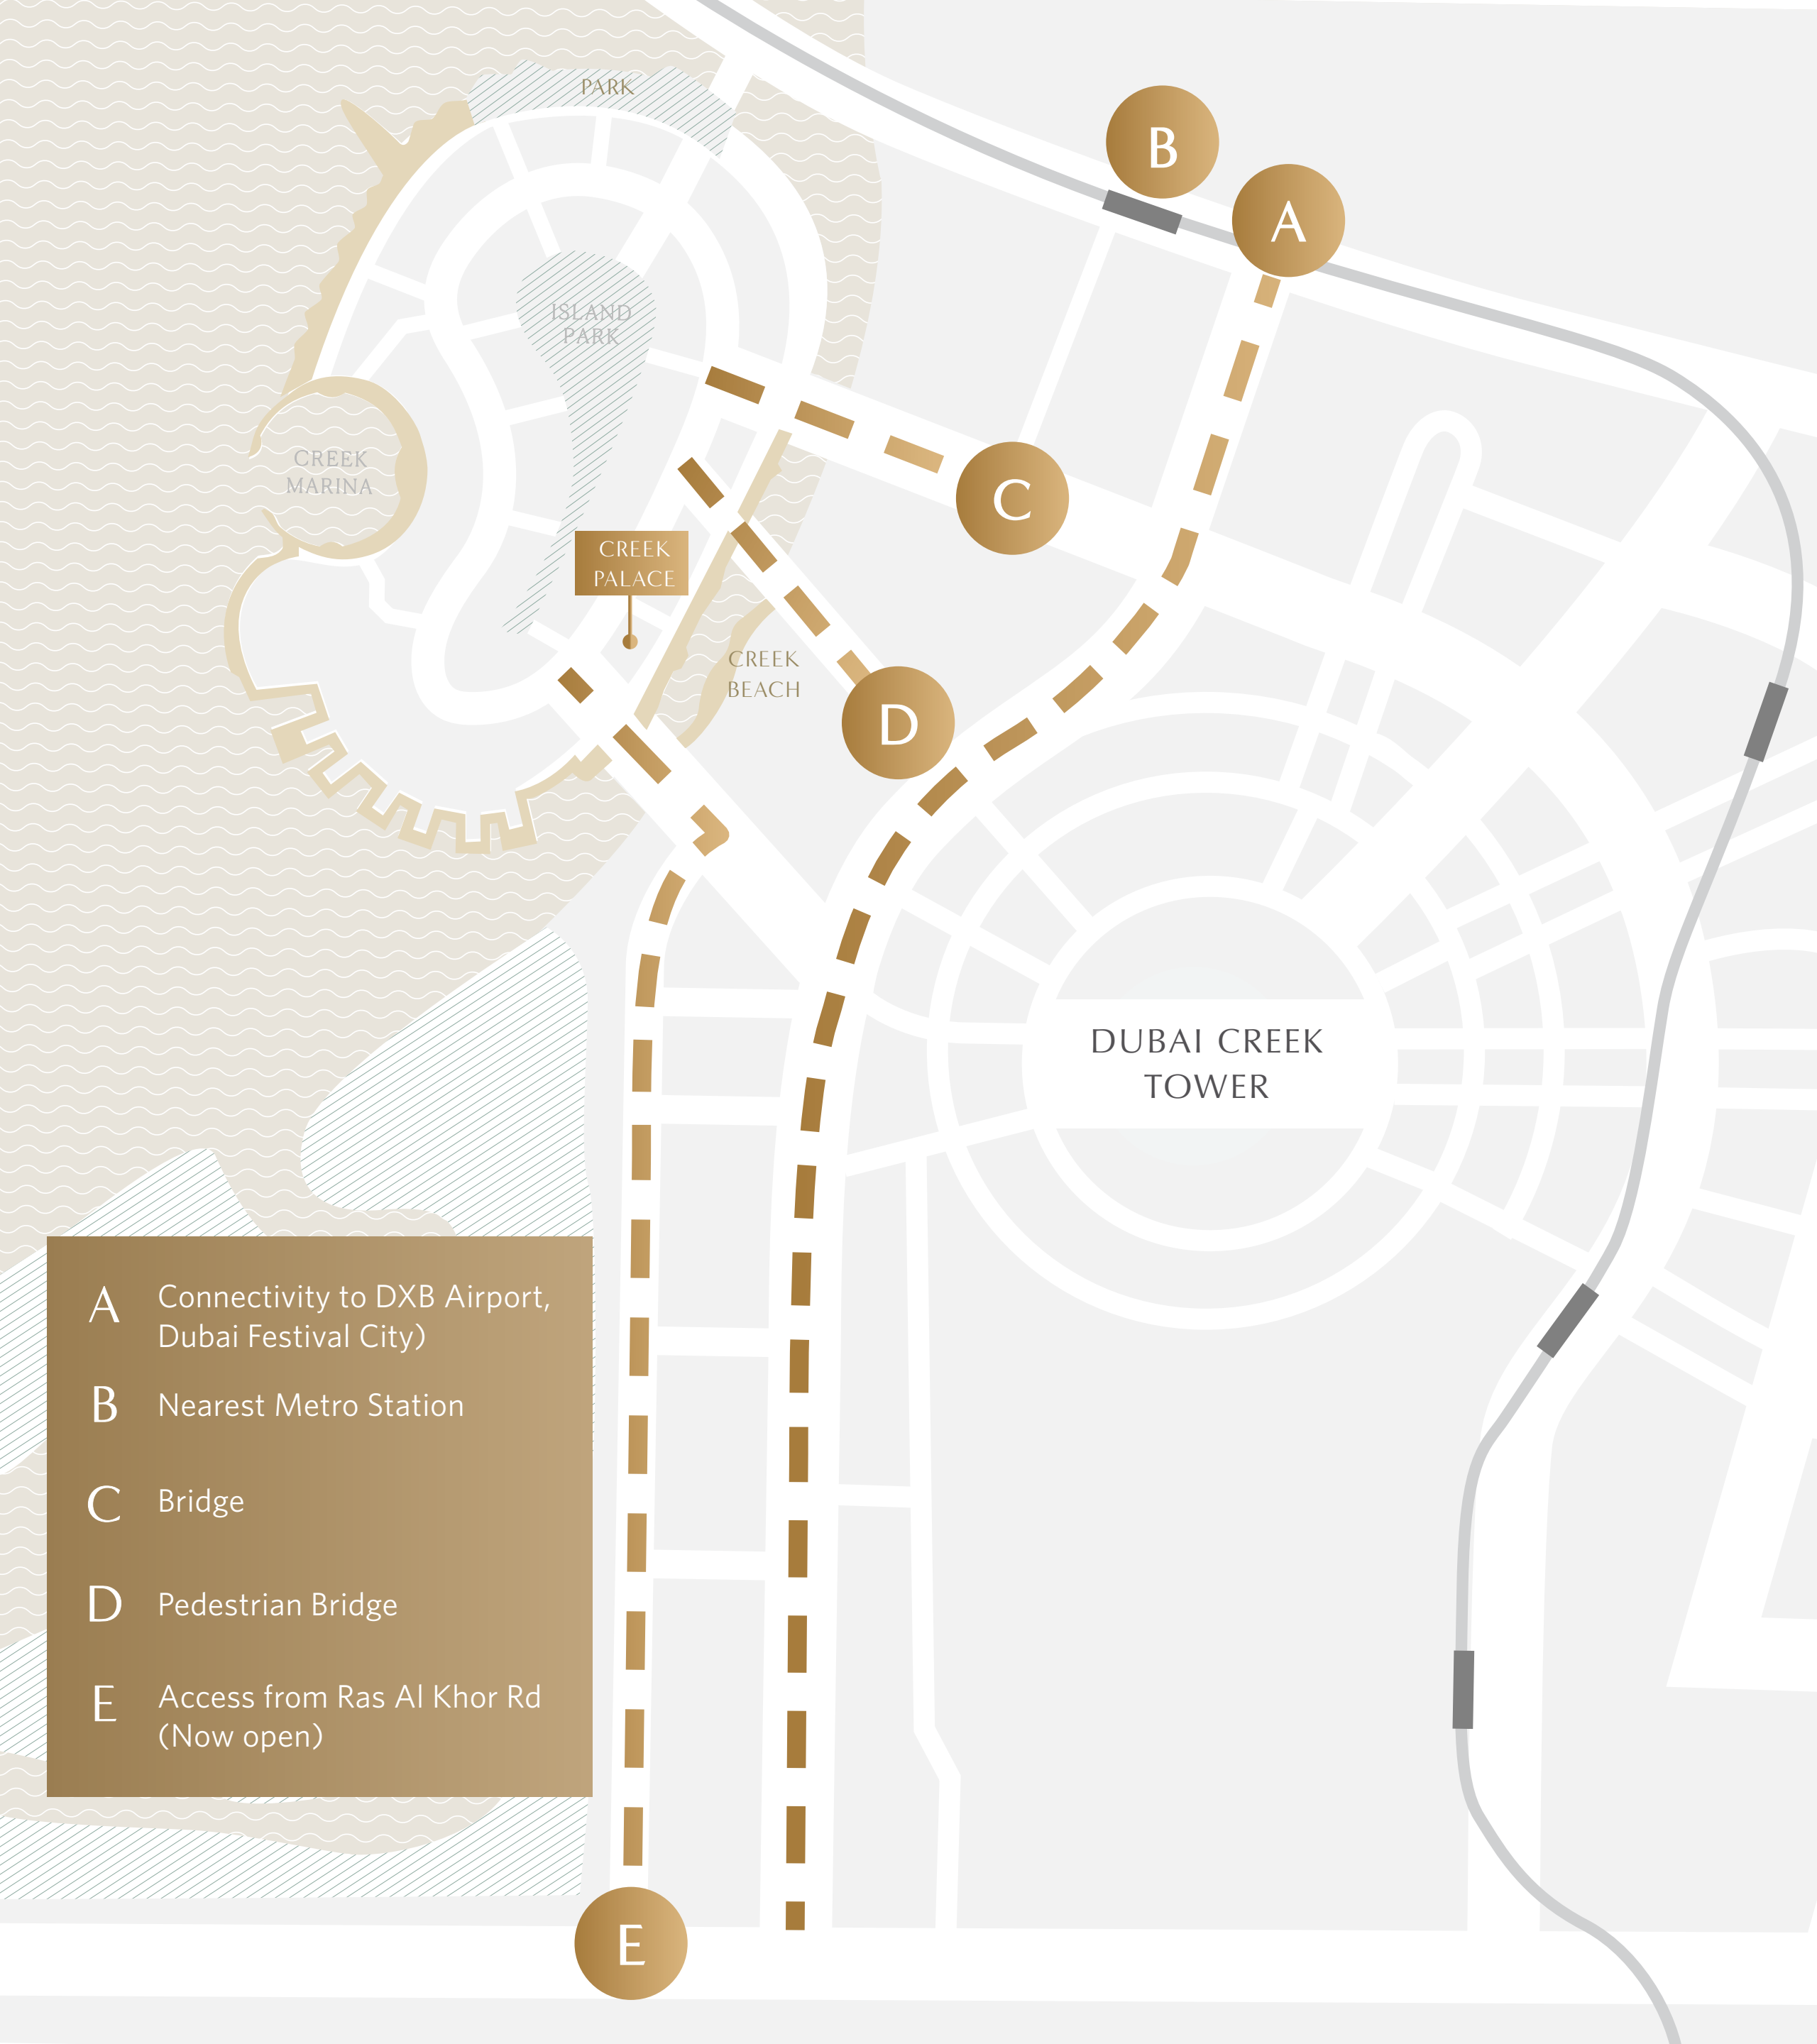 PARK
B
A
ISLAND
PARK
CREEK
MARINA
C
CREEK
PALACE
CREEK
BEACH
D
DUBAI CREEK
TOWER
A
Connectivity to DXB Airport,
Dubai Festival City)
B
Nearest Metro Station
C
Bridge
D
Pedestrian Bridge
E
Access from Ras Al Khor Rd
(Now open)
E